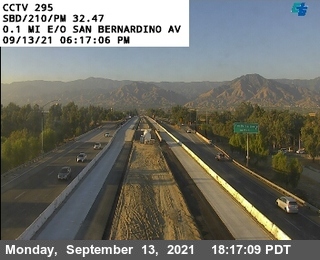 CCTV 295
SBD/210/PM 32.47
0.1 MI E/O SAN BERNARDINO AV
09/13/21 06:17:06 PM
Monday, September 13, 2021 18:17:09 PDT